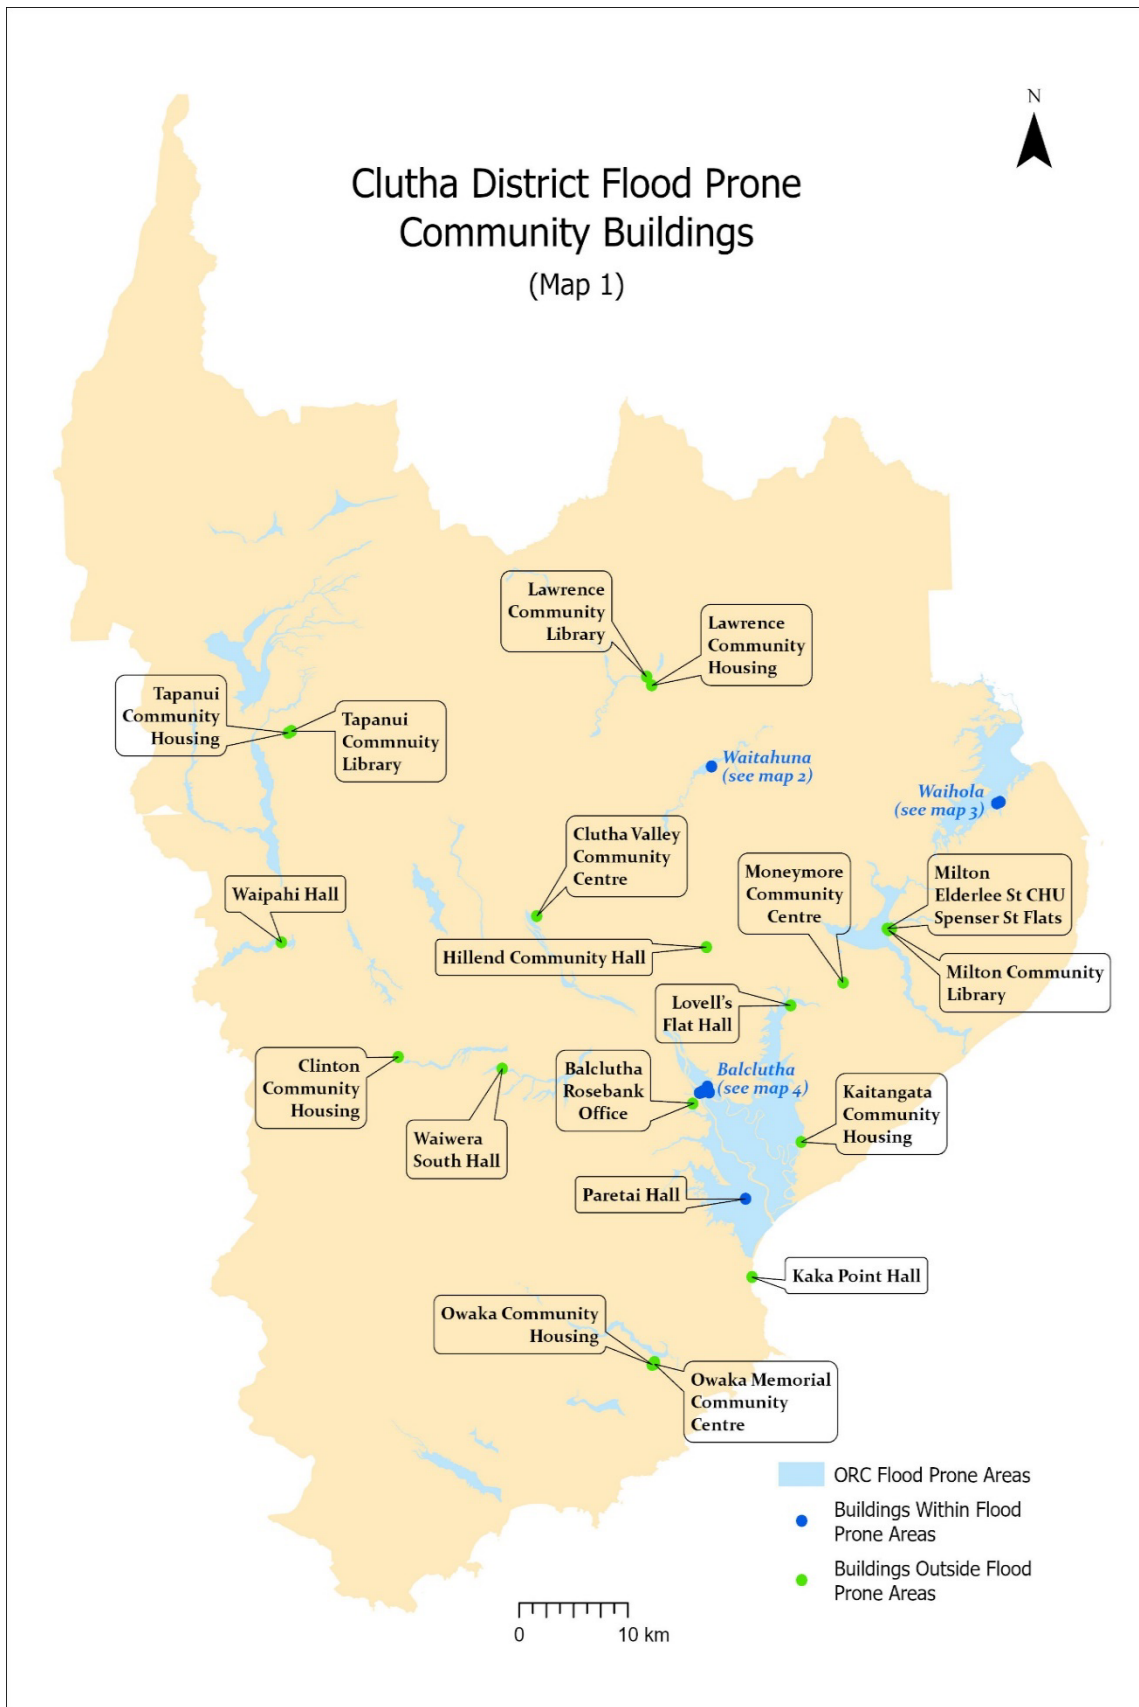 N
Clutha District Flood Prone
Community Buildings
(Map 1)
Lawrence
Community
Library
Lawrence
Community
Housing
Tapanui
Community
Housing
Tapanui
Commnuity
Library
Waitahuna
(see map 2)
Waihola
(see map 3)
Clutha Valley
Community
Centre
Moneymore
Community
Centre
Milton
Elderlee St CHU
Spenser St Flats
Waipahi Hall
Hillend Community Hall
Milton Community
Library
Lovell's
Flat Hall
Clinton
Community
Housing
Waiwera
South Hall
Balclutha
Rosebank
Office
Balclutha
(see map 4)
Kaitangata
Community
Housing
Paretai Hall
Kaka Point Hall
Owaka Community
Housing
Owaka Memorial
Community
Centre
ORC Flood Prone Areas
Buildings Within Flood
Prone Areas
Buildings Outside Flood
Prone Areas
0 10 km